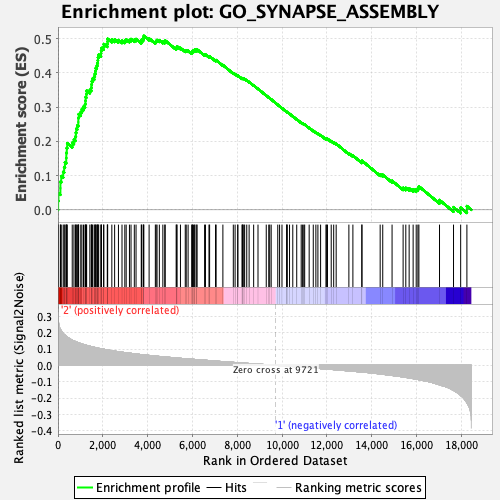 Enrichment plot: GO_SYNAPSE_ASSEMBLY
Enrichment score (ES)
0.5
0.4
0.3
0.2
0.1
0.0
'2' (positively correlated)
Ranked list metric (Signal2Noise)
0.3
0.2
0.1
0.0
-0.1
-0.2
-0.3
-0.4
Zero cross at 9721
'1' (negatively correlated)
0 2,000 4,000 6,000 8,000 10,000 12,000 14,000 16,000 18,000
Rank in Ordered Dataset
Enrichment profile Hits Ranking metric scores